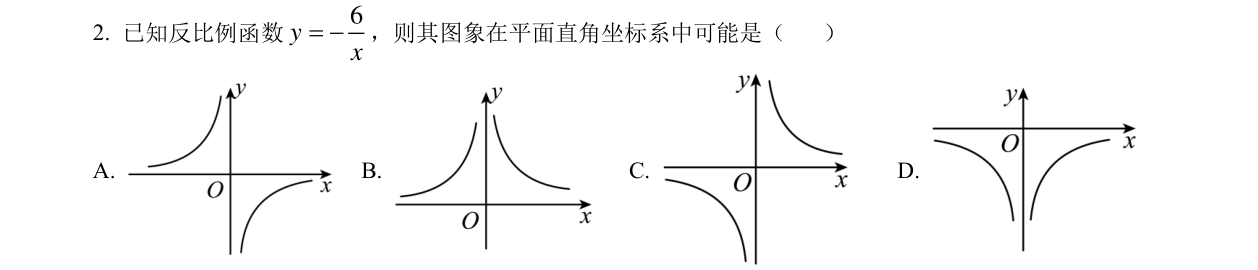 2. 已知反比例函数 y = −6/x，则其图象在平面直角坐标系中可能是（    ）
A. y O x B. y O x C. y O x D. y O x